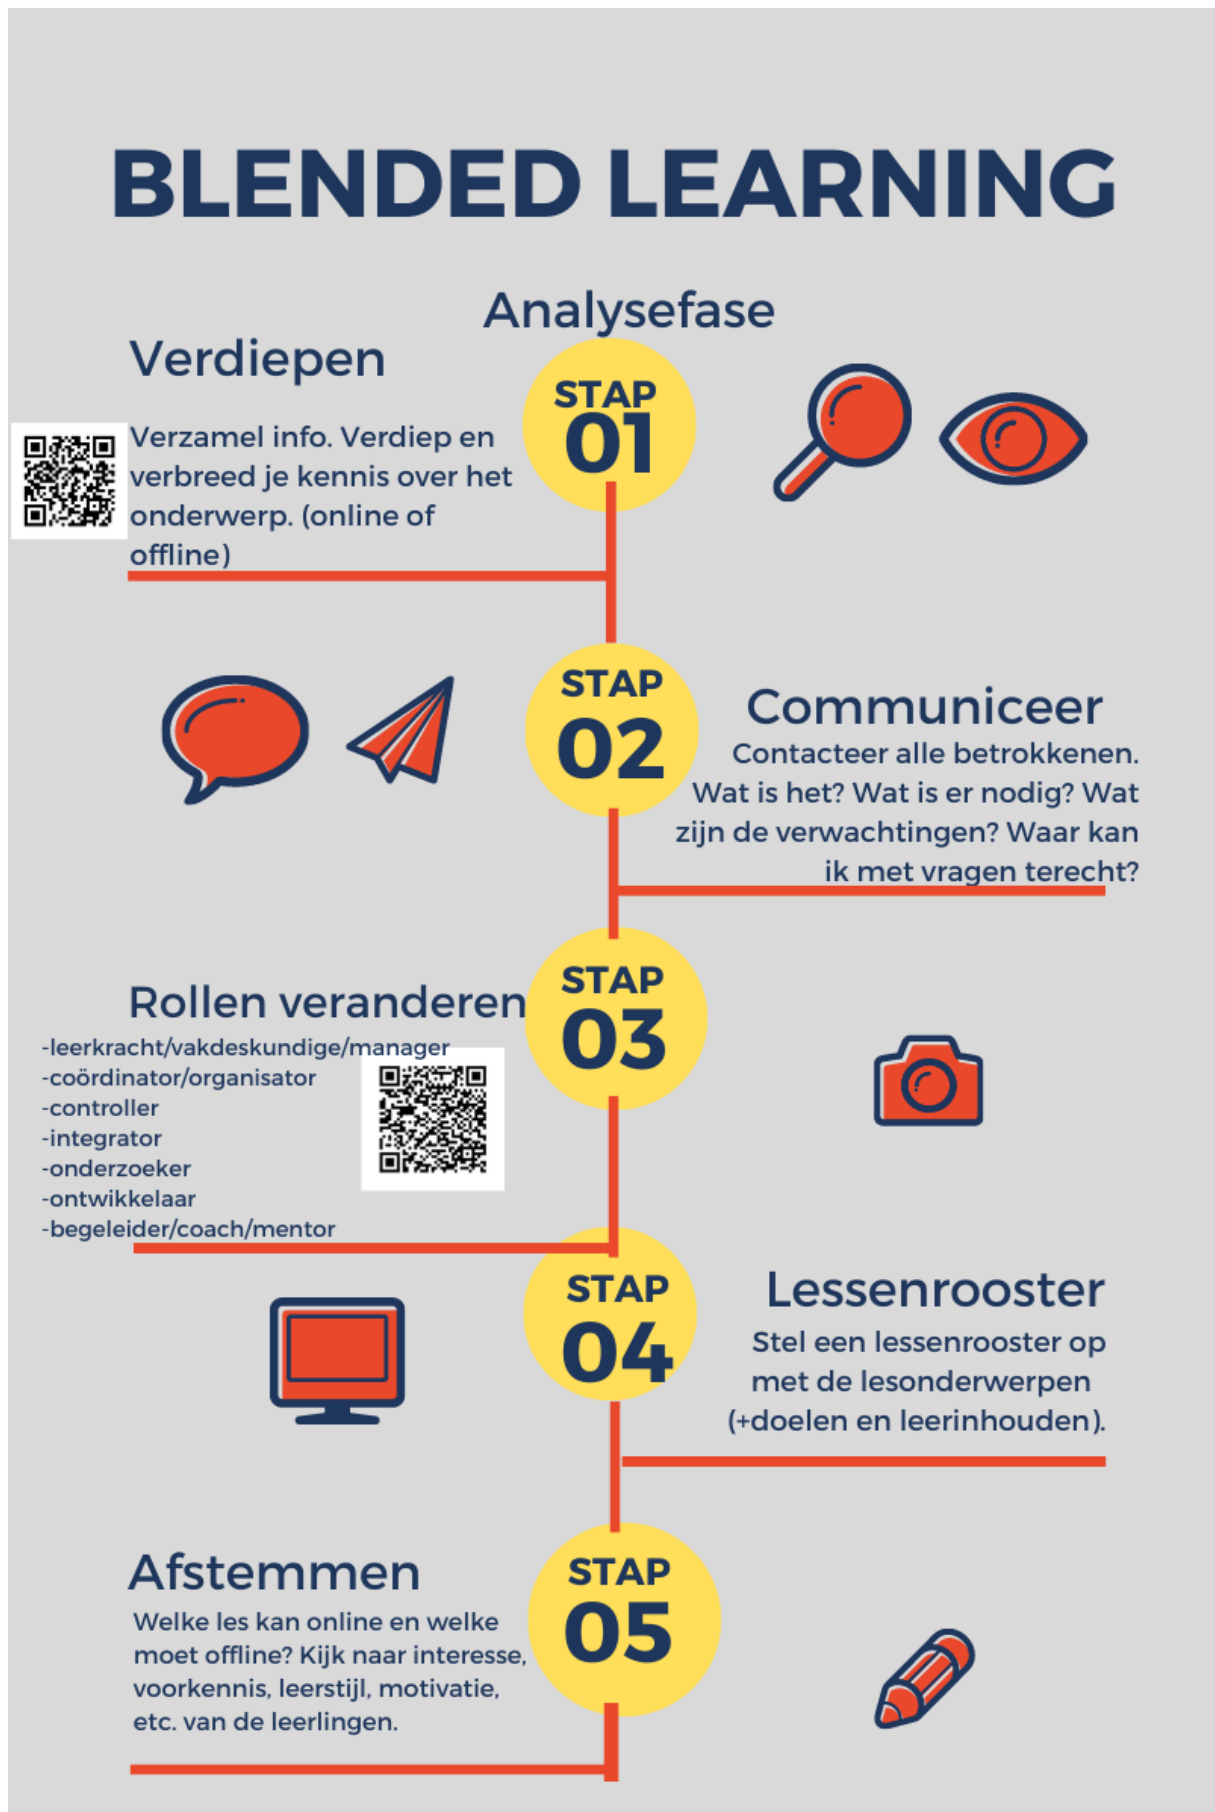 BLENDED LEARNING
Analysefase
Verdiepen
STAP
01
Verzamel info. Verdiep en
verbreed je kennis over het
onderwerp. (online of
offline)
STAP
02
Communiceer
Contacteer alle betrokkenen.
Wat is het? Wat is er nodig? Wat
zijn de verwachtingen? Waar kan
ik met vragen terecht?
STAP
03
Rollen veranderen
-leerkracht/vakdeskundige/manager
-coördinator/organisator
-controller
-integrator
-onderzoeker
-ontwikkelaar
-begeleider/coach/mentor
STAP
04
Lessenrooster
Stel een lessenrooster op
met de lesonderwerpen
(+doelen en leerinhouden).
STAP
05
Afstemmen
Welke les kan online en welke
moet offline? Kijk naar interesse,
voorkennis, leerstijl, motivatie,
etc. van de leerlingen.